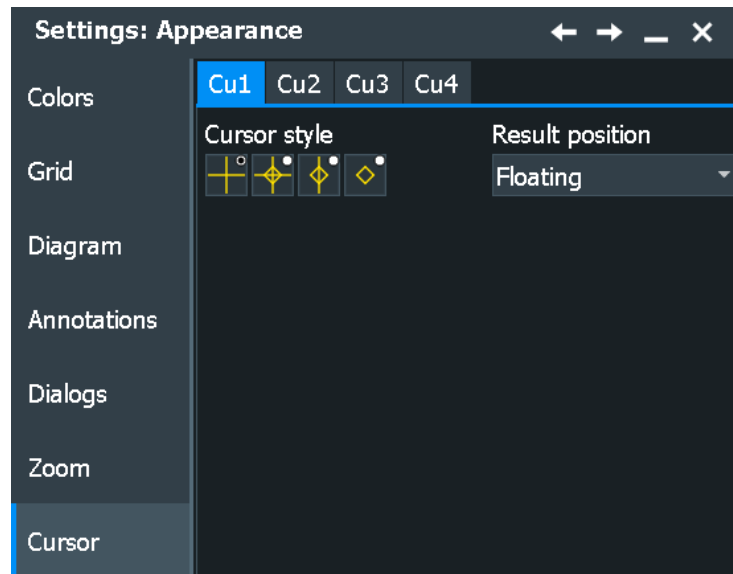 Settings: Appearance
Colors
Grid
Diagram
Annotations
Dialogs
Zoom
Cursor
Cu1 Cu2 Cu3 Cu4
Cursor style
Result position
Floating